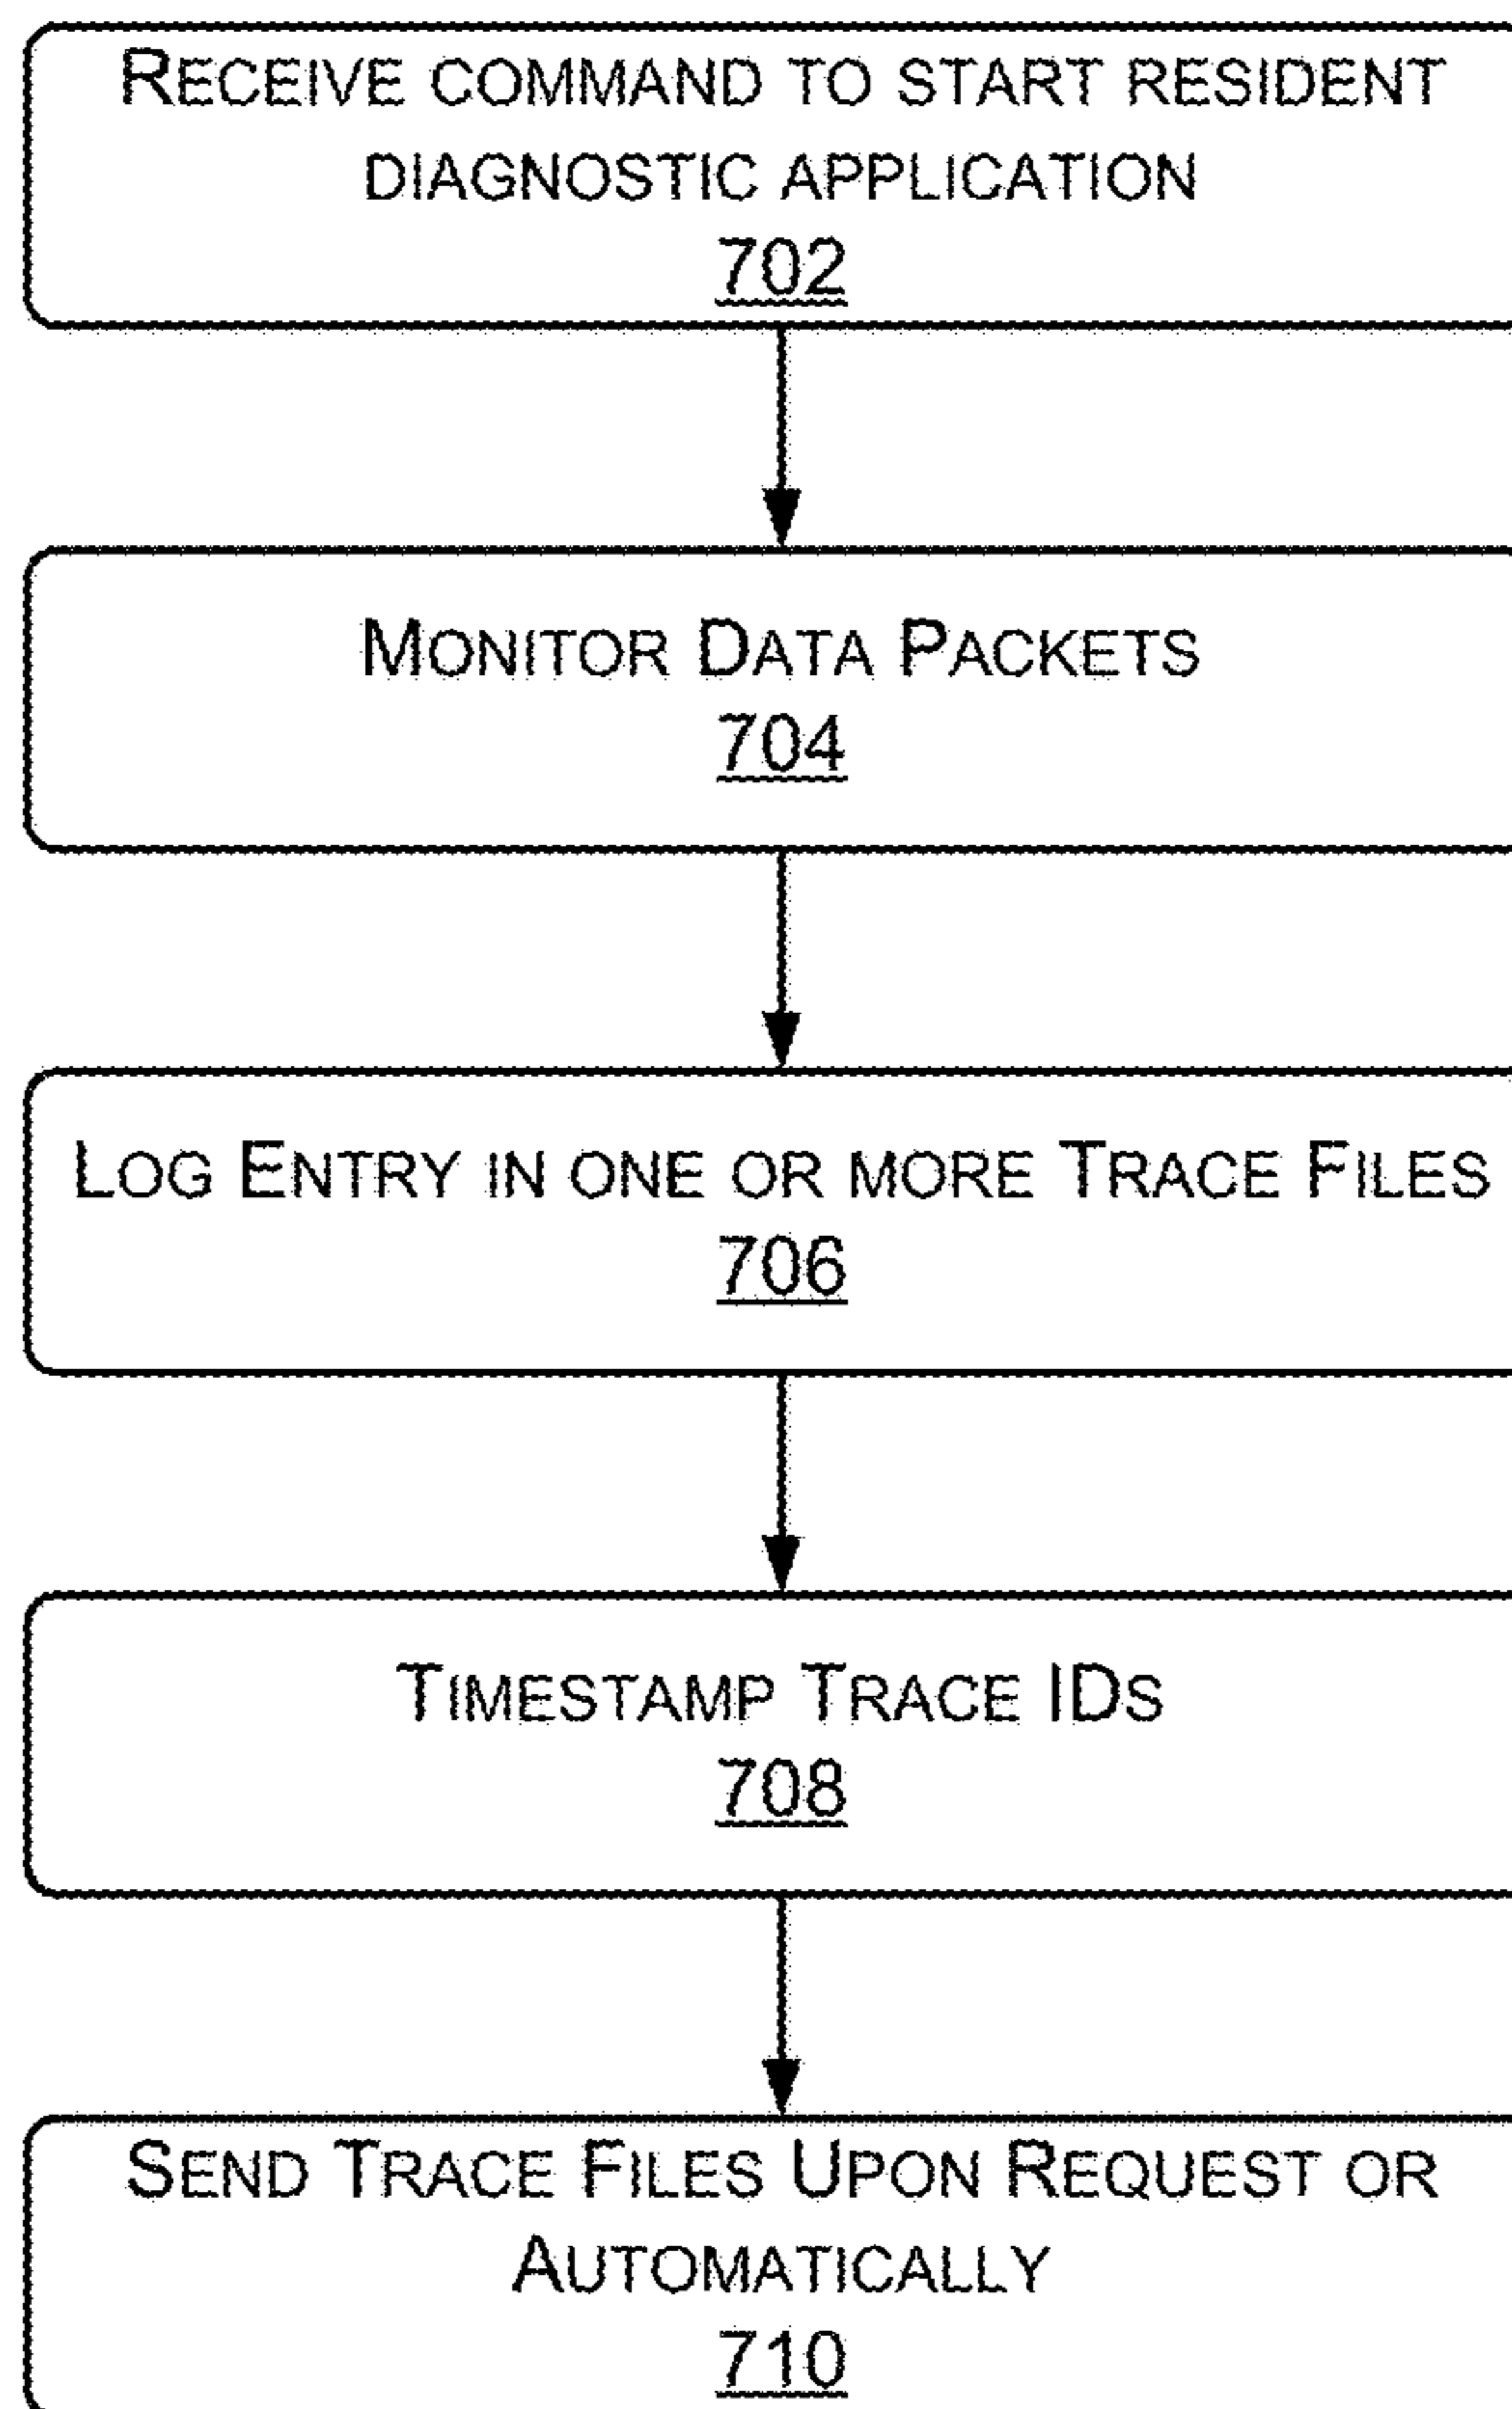 RECEIVE COMMAND TO START RESIDENT
DIAGNOSTIC APPLICATION
702
MONITOR DATA PACKETS
704
LOG ENTRY IN ONE OR MORE TRACE FILES
706
TIMESTAMP TRACE IDS
708
SEND TRACE FILES UPON REQUEST OR
AUTOMATICALLY
710